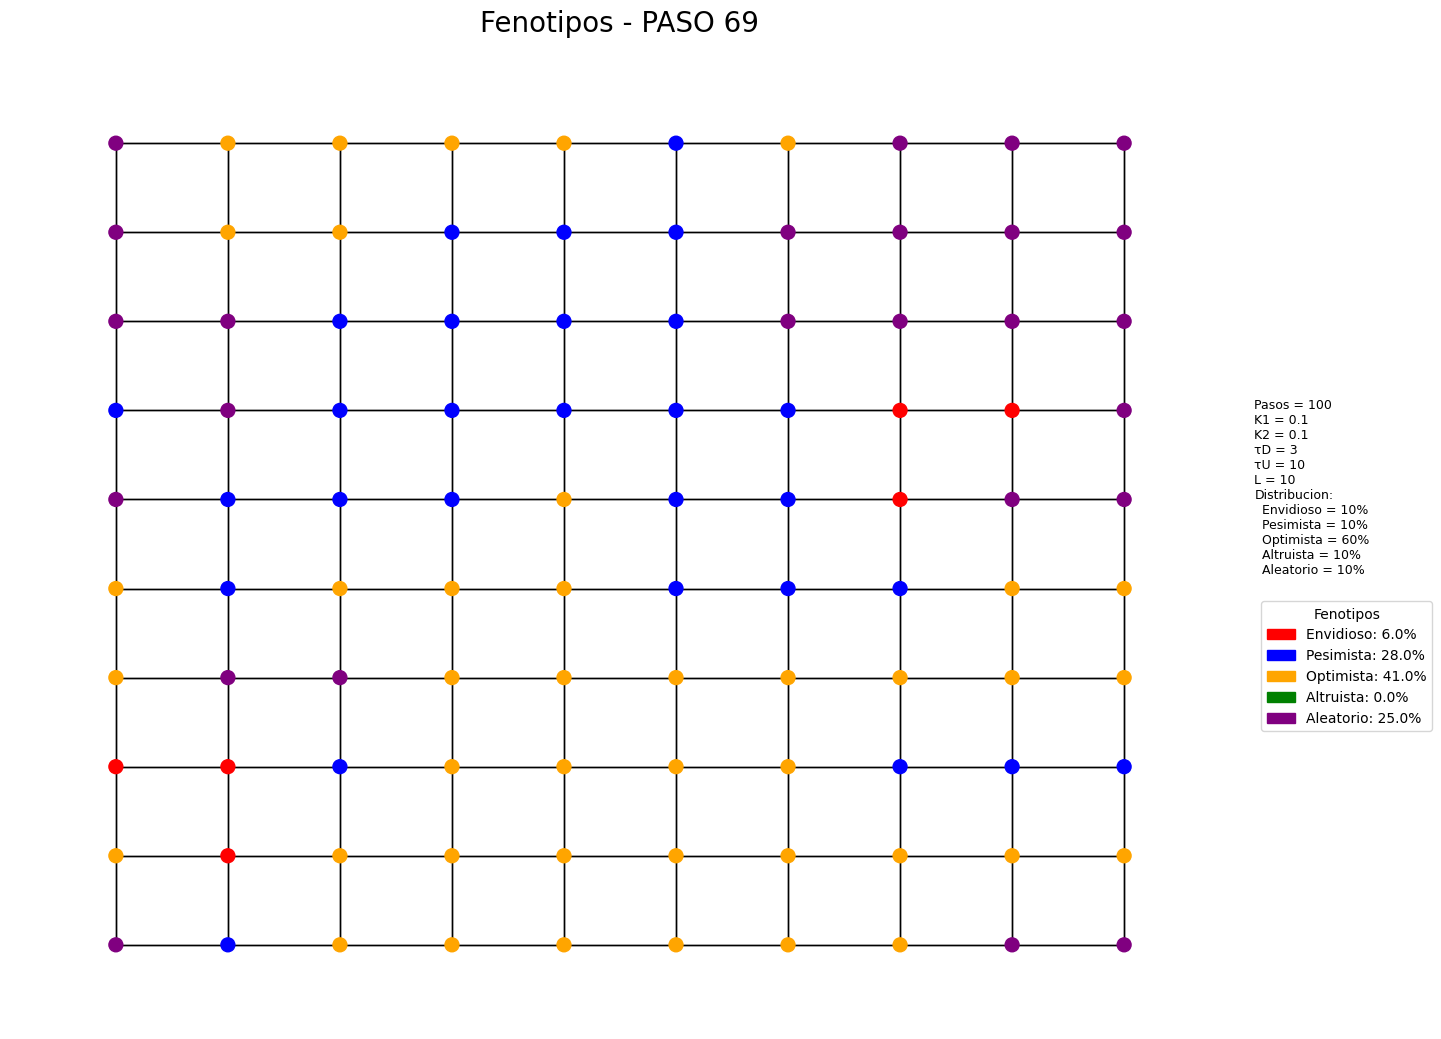 Fenotipos - PASO 69
Pasos = 100
K1 = 0.1
K2 = 0.1
τD = 3
τU = 10
L = 10
Distribucion:
Envidioso = 10%
Pesimista = 10%
Optimista = 60%
Altruista = 10%
Aleatorio = 10%
Fenotipos
Envidioso: 6.0%
Pesimista: 28.0%
Optimista: 41.0%
Altruista: 0.0%
Aleatorio: 25.0%